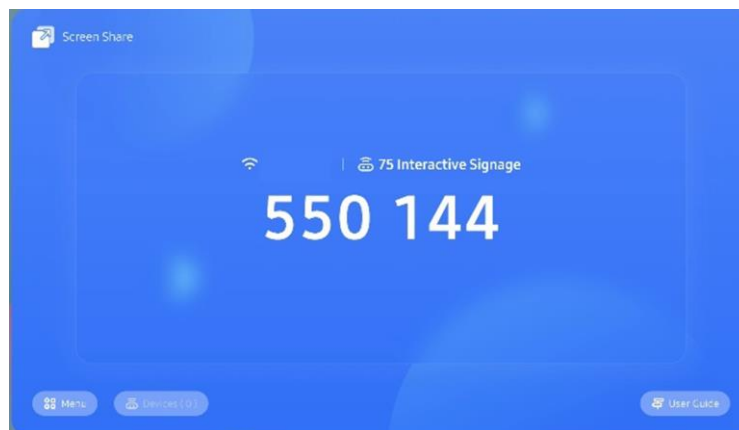 Screen Share
75 Interactive Signage
550 144
Menu
Devices ( 0 )
User Guide